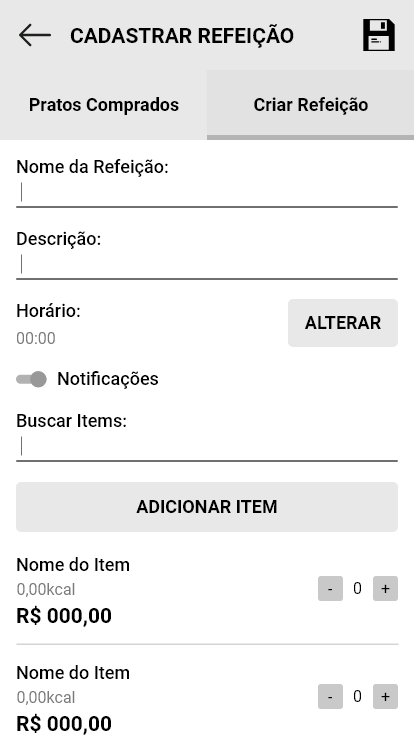 CADASTRAR REFEIÇÃO
Pratos Comprados
Criar Refeição
Nome da Refeição:
Descrição:
Horário:
00:00
ALTERAR
Notificações
Buscar Items:
ADICIONAR ITEM
Nome do Item
0,00kcal
R$ 000,00
- 0 +
Nome do Item
0,00kcal
R$ 000,00
- 0 +